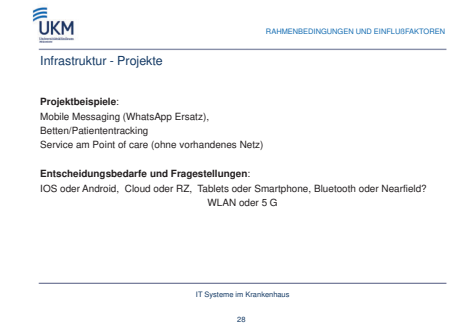 UKM
RAHMENBEDINGUNGEN UND EINFLUßFAKTOREN
Infrastruktur - Projekte
Projektbeispiele:
Mobile Messaging (WhatsApp Ersatz),
Betten/Patiententracking
Service am Point of care (ohne vorhandenes Netz)
Entscheidungsbedarfe und Fragestellungen:
IOS oder Android, Cloud oder RZ, Tablets oder Smartphone, Bluetooth oder Nearfield?
WLAN oder 5 G
IT Systeme im Krankenhaus
28